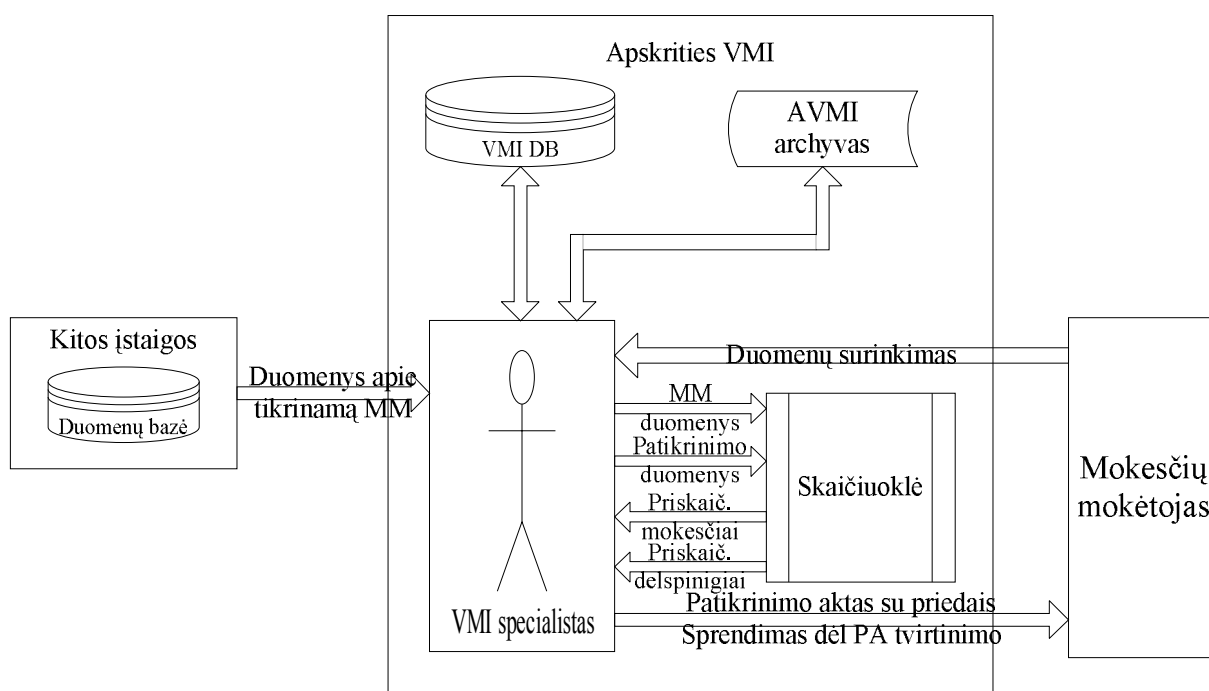 Apskrities VMI
VMI DB
AVMI
archyvas
Kitos įstaigos
Duomenų bazė
Duomenys apie
tikrinamą MM
VMI specialistas
Duomenų surinkimas
MM
duomenys
Patikrinimo
duomenys
Priskaič.
mokesčiai
Priskaič.
delspinigiai
Skaičiuoklė
Patikrinimo aktas su priedais
Sprendimas dėl PA tvirtinimo
Mokesčių
mokėtojas